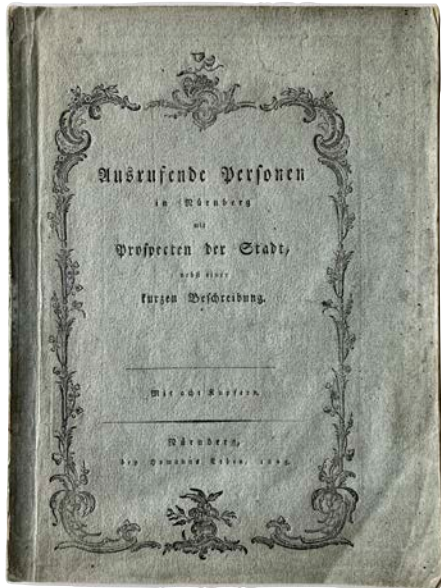 Ausrufende Personen
in Nürnberg
mit
Prospecten der Stadt,
nebst einer
kurzen Beschreibung.
Mit acht Kupfern.
Nürnberg,
bey Homanns Erben,